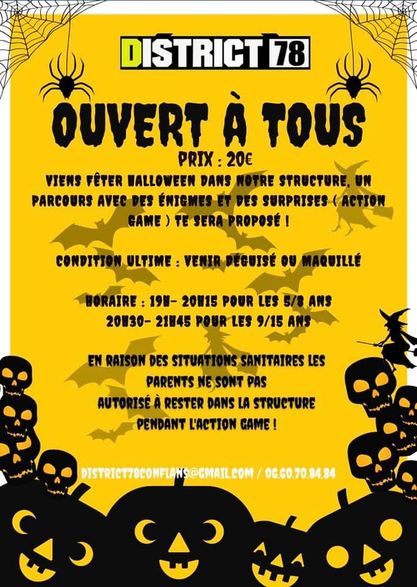 DISTRICT 78
OUVERT À TOUS
PRIX : 20€
VIENS FÊTER HALLOWEEN DANS NOTRE STRUCTURE, UN
PARCOURS AVEC DES ÉNIGMES ET DES SURPRISES ( ACTION
GAME ) TE SERA PROPOSÉ !
CONDITION ULTIME : VENIR DÉGUISÉ OU MAQUILLÉ
HORAIRE : 19H- 20H15 POUR LES 5/8 ANS
20H30- 21H45 POUR LES 9/15 ANS
EN RAISON DES SITUATIONS SANITAIRES LES
PARENTS NE SONT PAS
AUTORISÉ À RESTER DANS LA STRUCTURE
PENDANT L'ACTION GAME !
DISTRICT78CONFLANS@GMAIL.COM / 06.60.70.84.84